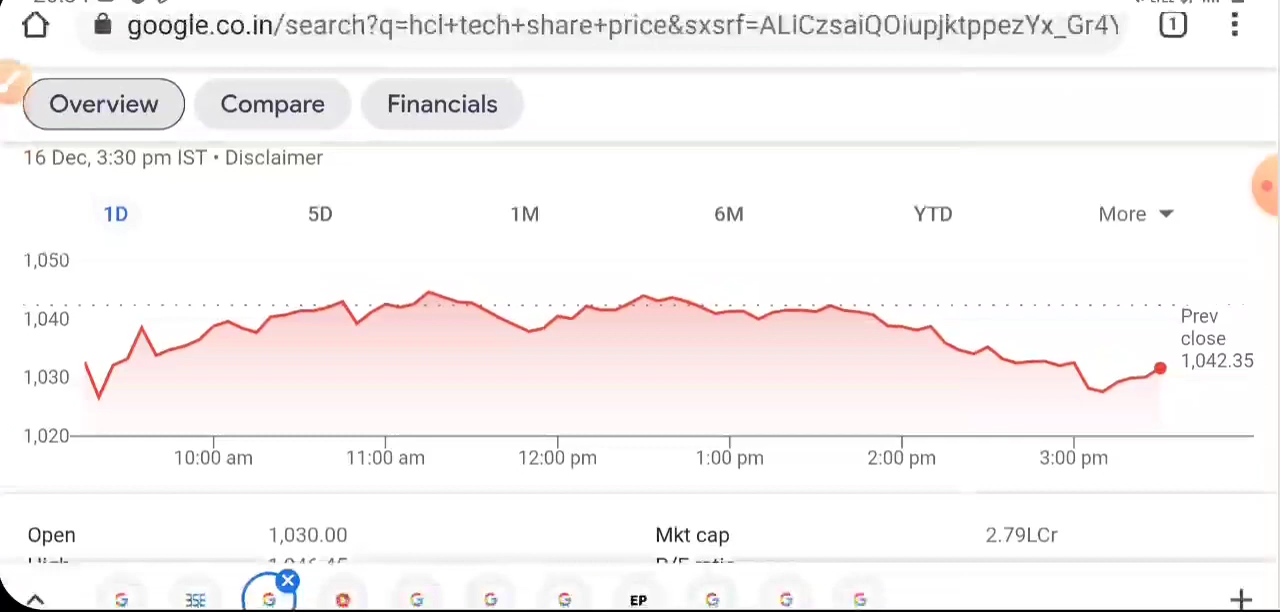 google.co.in/search?q=hcl+tech+share+price&sxsrf=ALiCzsaiQOiupjktppezYx_Gr4Y
1
Overview Compare Financials
16 Dec, 3:30 pm IST • Disclaimer
1D 5D 1M 6M YTD More
1,050
1,040
1,030
1,020
Prev
close
1,042.35
10:00 am 11:00 am 12:00 pm 1:00 pm 2:00 pm 3:00 pm
Open 1,030.00 Mkt cap 2.79LCr
G BSE G G G G EP G G G